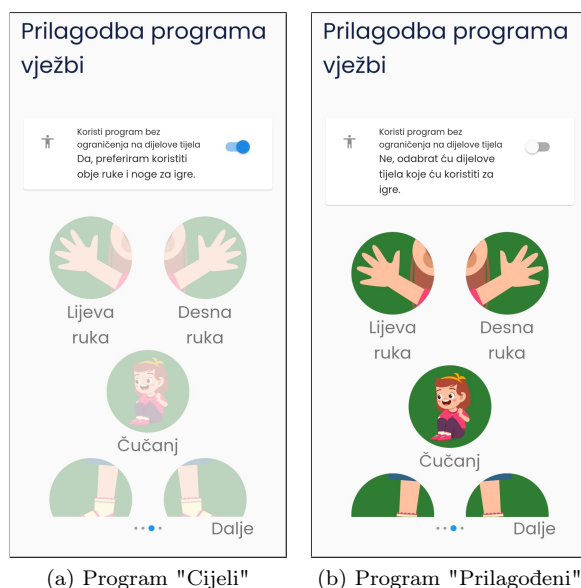 Prilagodba programa
vježbi
Koristi program bez
ograničenja na dijelove tijela
Da, preferiram koristiti
obje ruke i noge za igre.
Lijeva
ruka
Desna
ruka
Čučanj
Dalje
(a) Program "Cijeli"
Prilagodba programa
vježbi
Koristi program bez
ograničenja na dijelove tijela
Ne, odabrat ću dijelove
tijela koje ću koristiti za
igre.
Lijeva
ruka
Desna
ruka
Čučanj
Dalje
(b) Program "Prilagođeni"